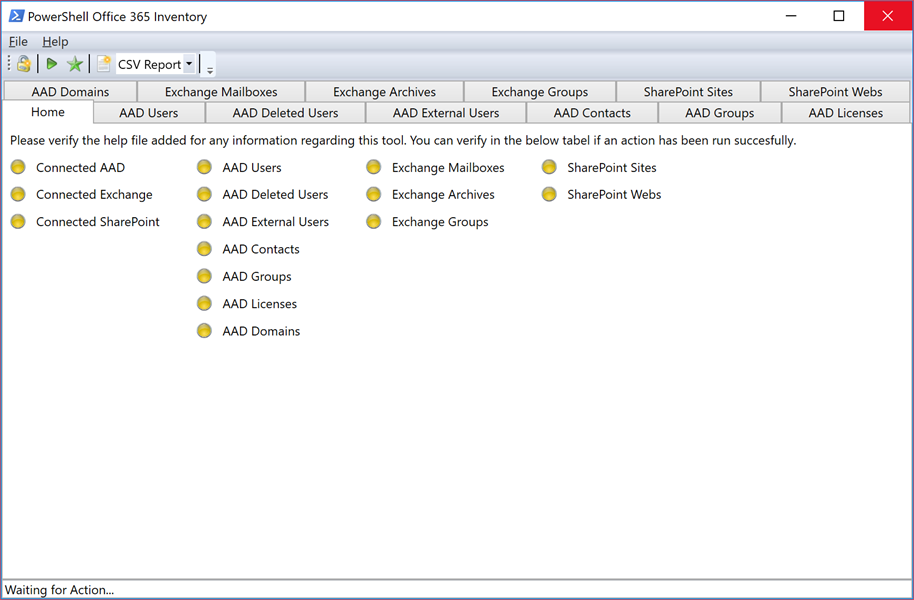 PowerShell Office 365 Inventory
File Help
CSV Report
AAD Domains Exchange Mailboxes Exchange Archives Exchange Groups SharePoint Sites SharePoint Webs
Home AAD Users AAD Deleted Users AAD External Users AAD Contacts AAD Groups AAD Licenses
Please verify the help file added for any information regarding this tool. You can verify in the below tabel if an action has been run succesfully.
Connected AAD AAD Users Exchange Mailboxes SharePoint Sites
Connected Exchange AAD Deleted Users Exchange Archives SharePoint Webs
Connected SharePoint AAD External Users Exchange Groups
AAD Contacts
AAD Groups
AAD Licenses
AAD Domains
Waiting for Action...